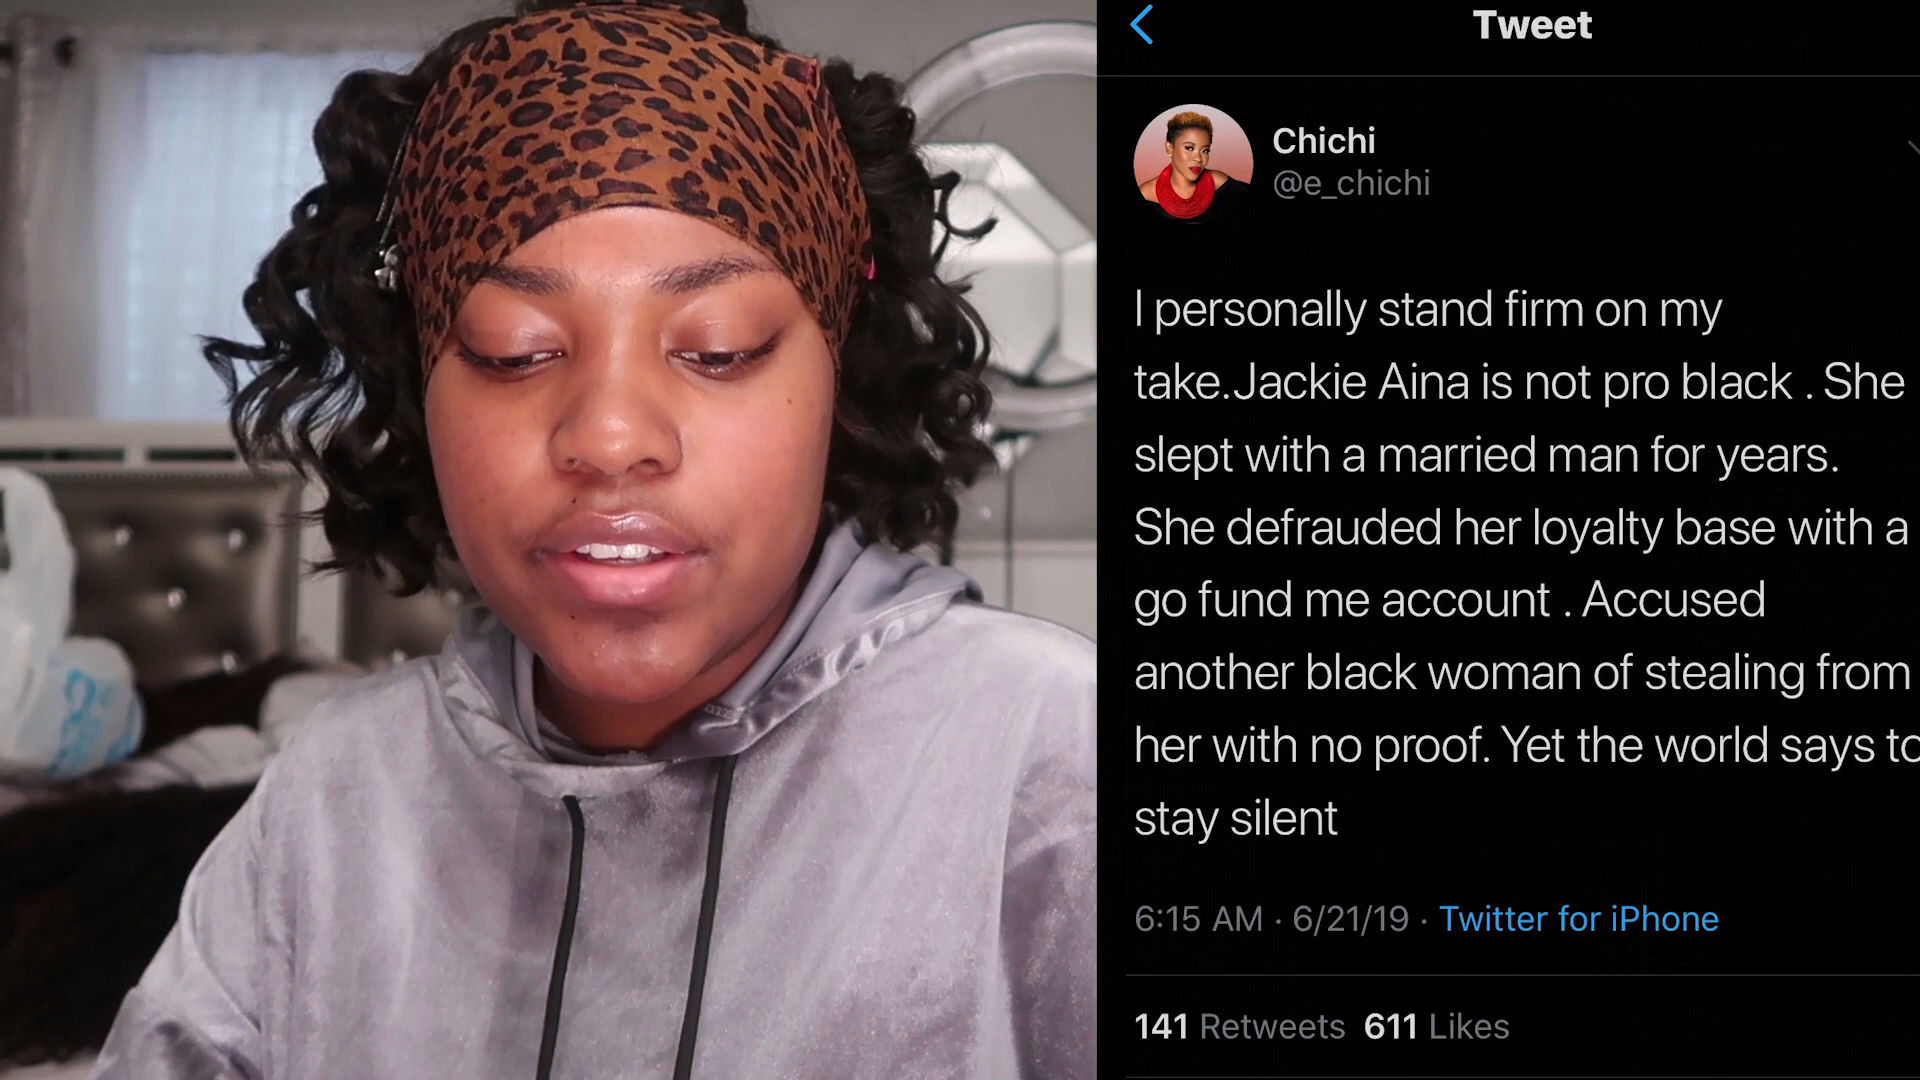 Tweet
Chichi
@e_chichi
I personally stand firm on my
take.Jackie Aina is not pro black . She
slept with a married man for years.
She defrauded her loyalty base with a
go fund me account . Accused
another black woman of stealing from
her with no proof. Yet the world says to
stay silent
6:15 AM · 6/21/19 · Twitter for iPhone
141 Retweets 611 Likes